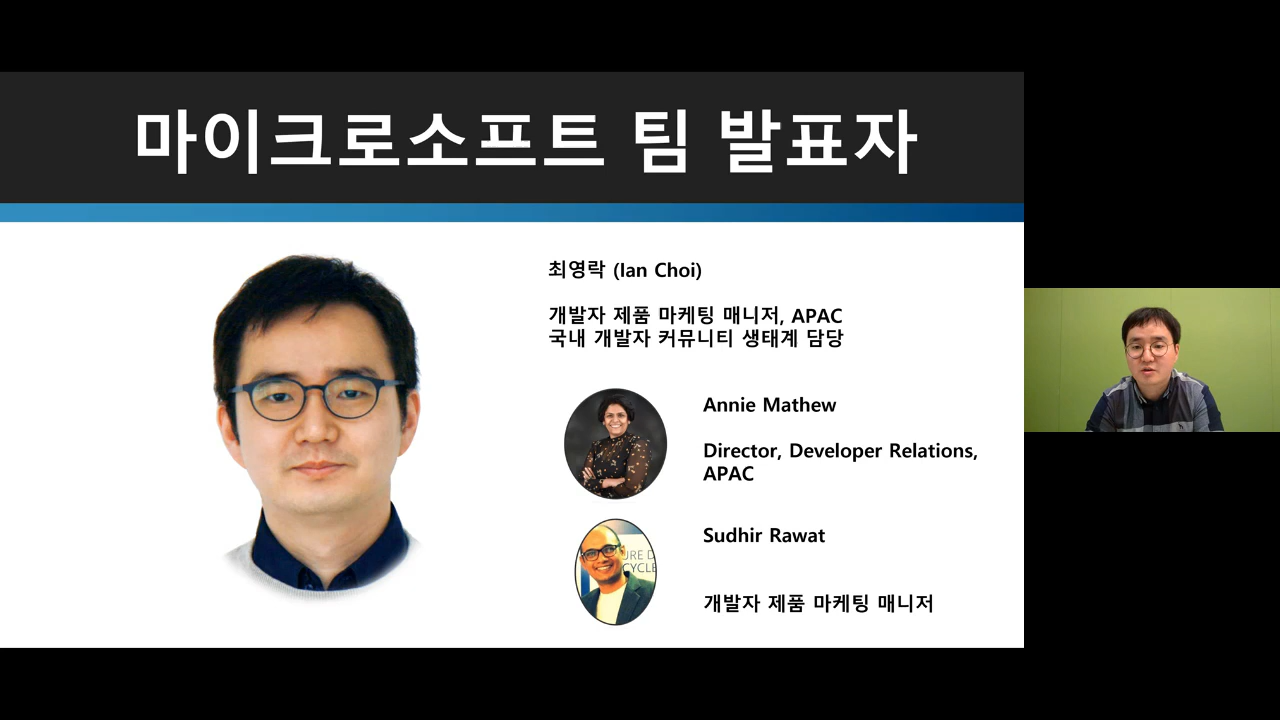 마이크로소프트 팀 발표자
최영락 (Ian Choi)
개발자 제품 마케팅 매니저, APAC
국내 개발자 커뮤니티 생태계 담당
Annie Mathew
Director, Developer Relations,
APAC
URE D
CYCLE
Sudhir Rawat
개발자 제품 마케팅 매니저